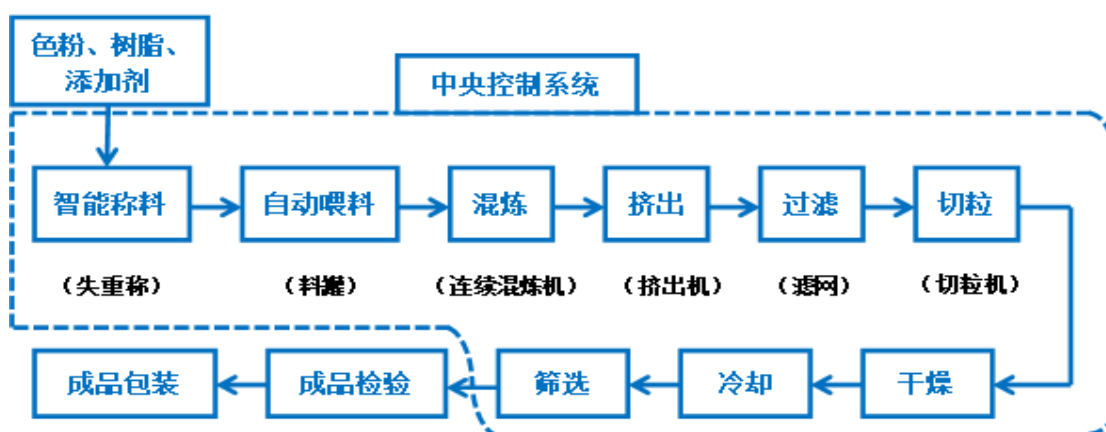 色粉、树脂、
添加剂
中央控制系统
智能称料
自动喂料
混炼
挤出
过滤
切粒
（失重称）
（料罐）
（连续混炼机）
（挤出机）
（滤网）
（切粒机）
成品包装
成品检验
筛选
冷却
干燥